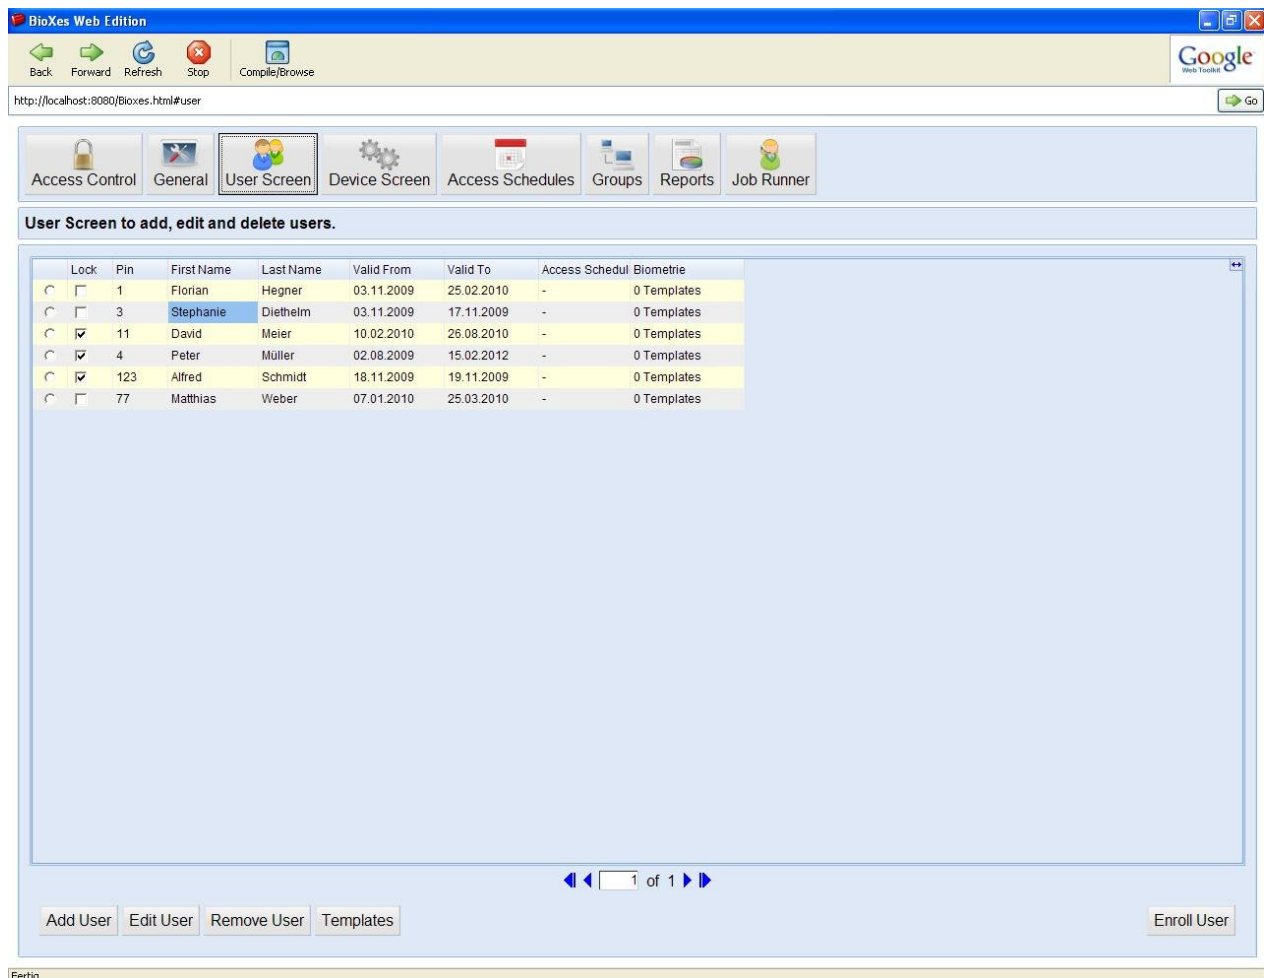 BioXes Web Edition
Back Forward Refresh Stop Compile/Browse
Google
Web Toolkit
http://localhost:8080/Bioxes.html#user Go
Access Control General User Screen Device Screen Access Schedules Groups Reports Job Runner
User Screen to add, edit and delete users.
Lock Pin First Name Last Name Valid From Valid To Access Schedul Biometrie
1 Florian Hegner 03.11.2009 25.02.2010 - 0 Templates
3 Stephanie Diethelm 03.11.2009 17.11.2009 - 0 Templates
11 David Meier 10.02.2010 26.08.2010 - 0 Templates
4 Peter Müller 02.08.2009 15.02.2012 - 0 Templates
123 Alfred Schmidt 18.11.2009 19.11.2009 - 0 Templates
77 Matthias Weber 07.01.2010 25.03.2010 - 0 Templates
1 of 1
Add User Edit User Remove User Templates Enroll User
Fertig